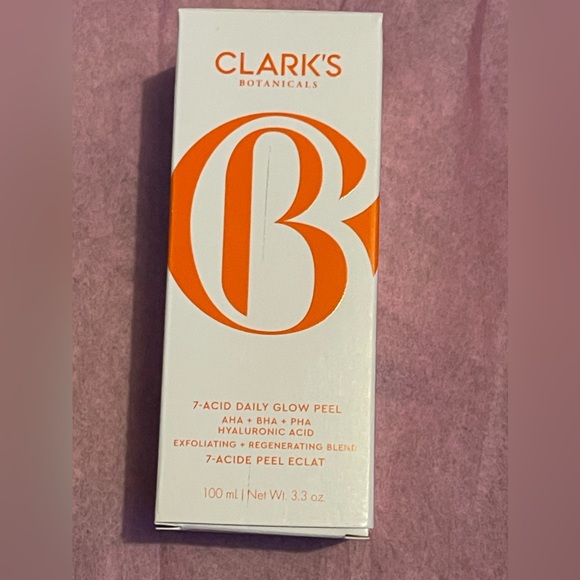 CLARK'S
BOTANICALS
7-ACID DAILY GLOW PEEL
AHA + BHA + PHA
HYALURONIC ACID
EXFOLIATING + REGENERATING BLEND
7-ACIDE PEEL ECLAT
100 mL | Net Wt. 3.3 oz.